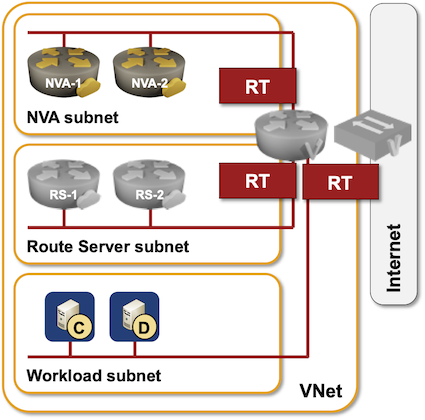 NVA-1
NVA-2
RT
NVA subnet
V
V
RS-1
RS-2
RT
RT
Route Server subnet
Internet
C
D
Workload subnet
VNet